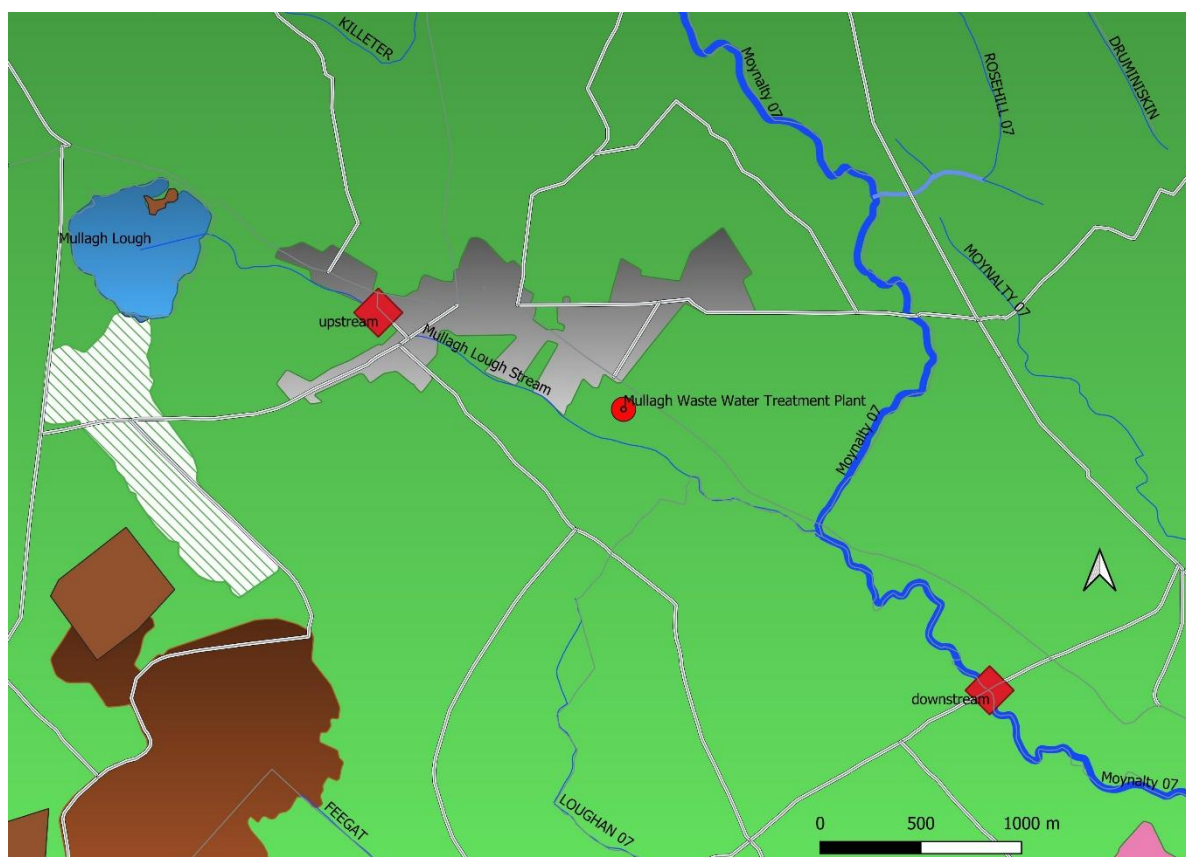 KILLETER
Moynalty 07
ROSEHILL 07
DRUMINISKIN
Mullagh Lough
MOYNALTY 07
upstream
Mullagh Lough Stream
Mullagh Waste Water Treatment Plant
Moynalty 07
downstream
Moynalty 07
FEEGAT
LOUGHAN 07
0 500 1000 m